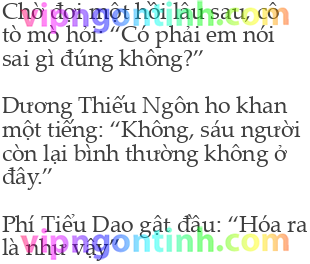 Chờ đợi một hồi lâu sau, cô
tò mò hỏi: “Có phải em nói
sai gì đúng không?”
Dương Thiếu Ngôn ho khan
một tiếng: “Không, sáu người
còn lại bình thường không ở
đây.”
Phí Tiểu Dao gật đầu: “Hóa ra
là như vậy”
vipngontinh.com
vipngontinh.com